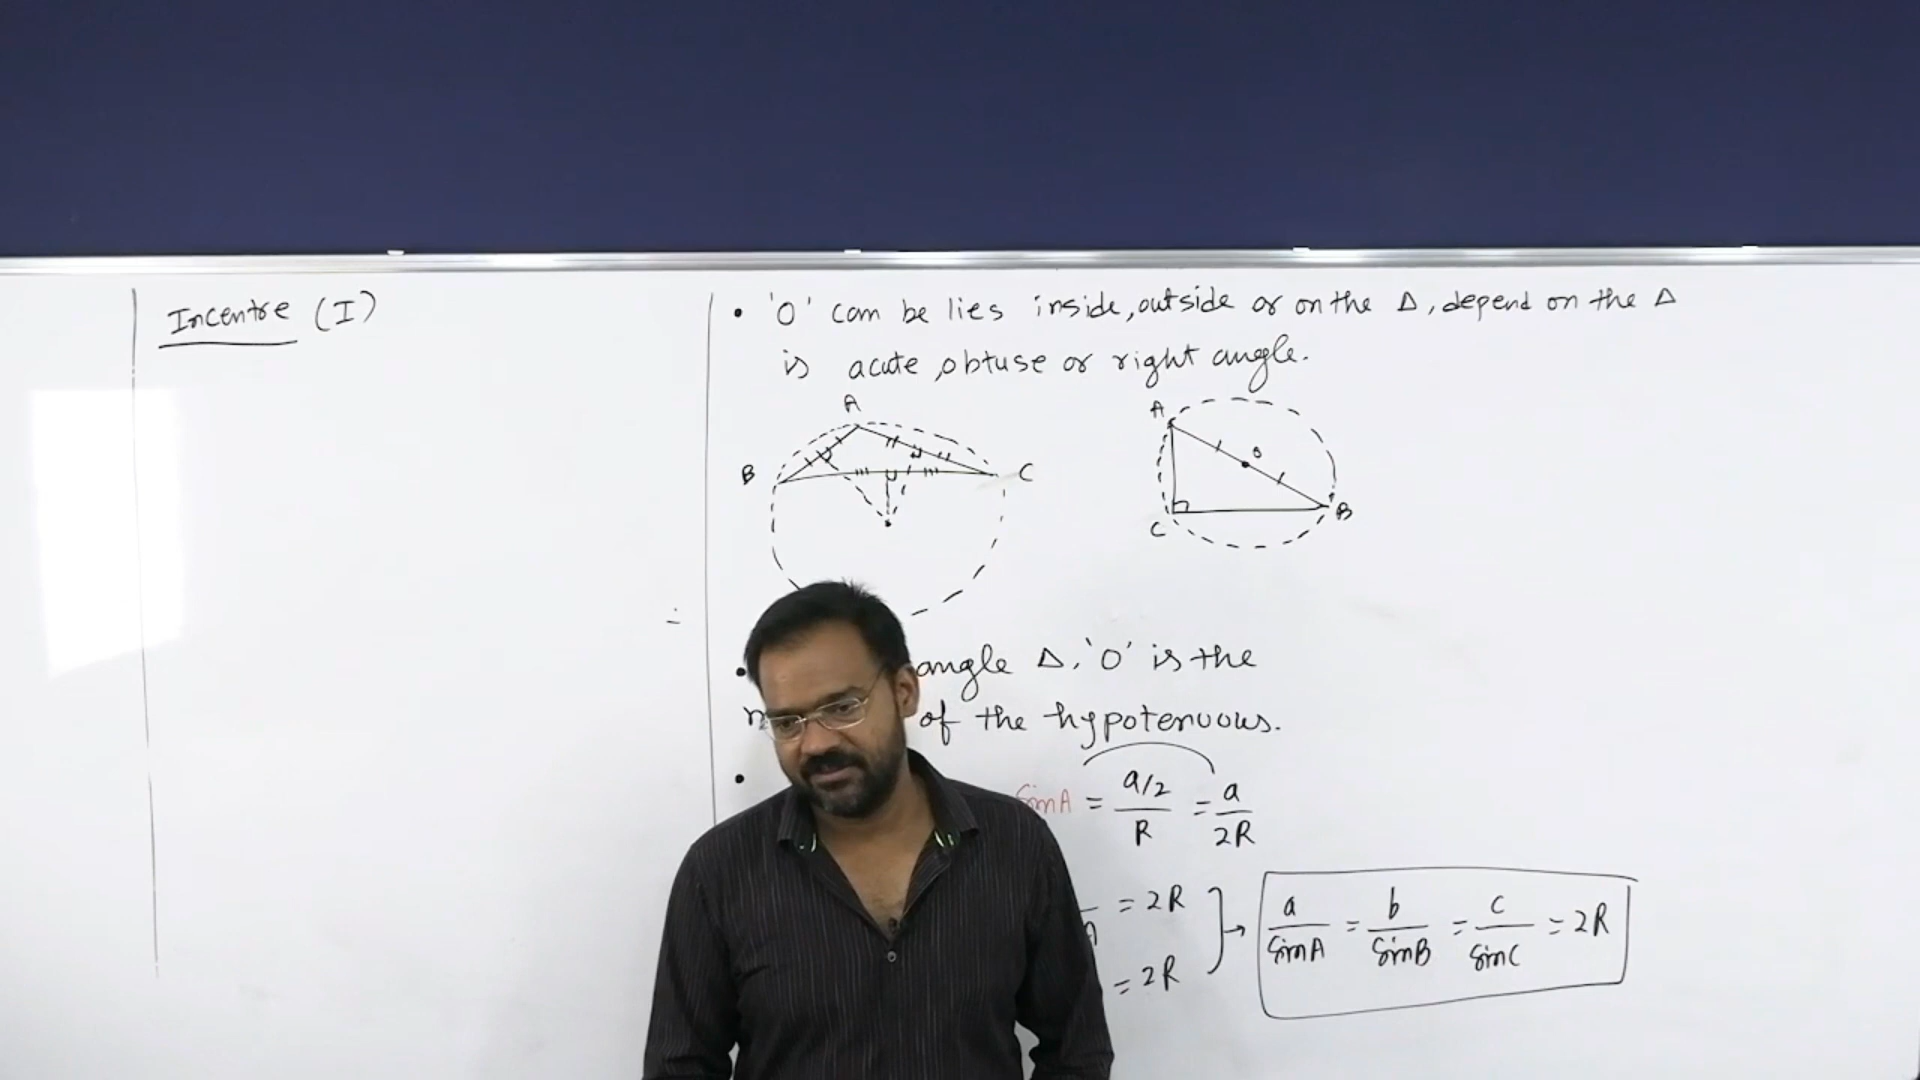 Incentre (I)
• 'O' can be lies inside, outside or on the Δ, depend on the Δ
is acute, obtuse or right angle.
A
B
C
A
O
C
B
÷
• angle Δ, 'O' is the
of the hypotenuous.
• SinA = a/2 / R = a / 2R
= 2R
= 2R
→ a / SinA = b / SinB = c / SinC = 2R